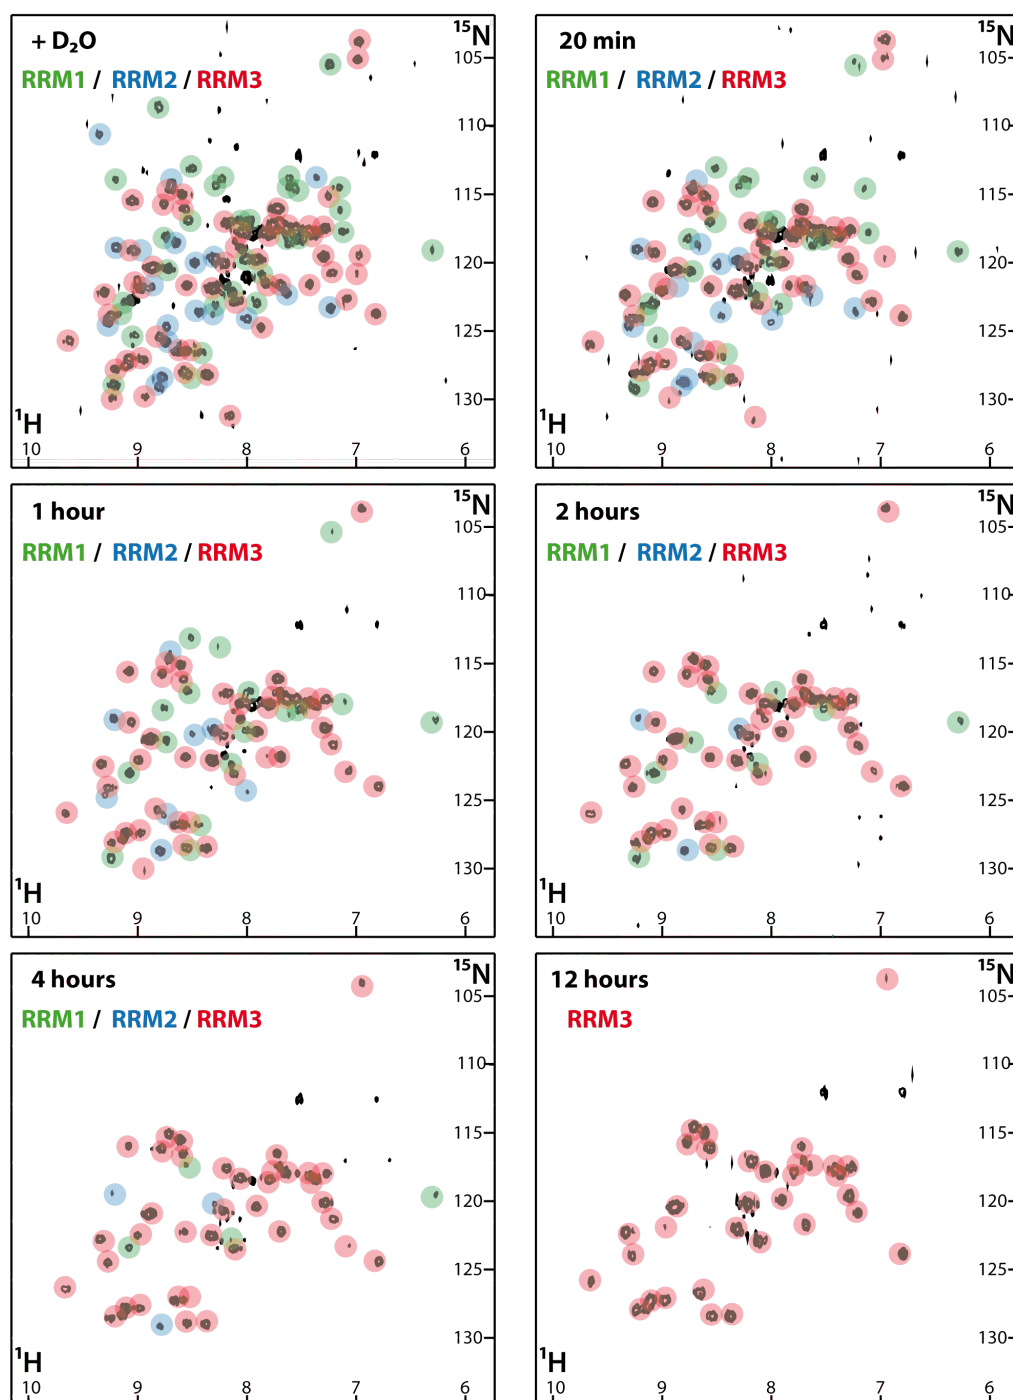 + D₂O
RRM1 / RRM2 / RRM3
¹⁵N
105
110
115
120
125
130
¹H
10 9 8 7 6
20 min
RRM1 / RRM2 / RRM3
¹⁵N
105
110
115
120
125
130
¹H
10 9 8 7 6
1 hour
RRM1 / RRM2 / RRM3
¹⁵N
105
110
115
120
125
130
¹H
10 9 8 7 6
2 hours
RRM1 / RRM2 / RRM3
¹⁵N
105
110
115
120
125
130
¹H
10 9 8 7 6
4 hours
RRM1 / RRM2 / RRM3
¹⁵N
105
110
115
120
125
130
¹H
10 9 8 7 6
12 hours
RRM3
¹⁵N
105
110
115
120
125
130
¹H
10 9 8 7 6